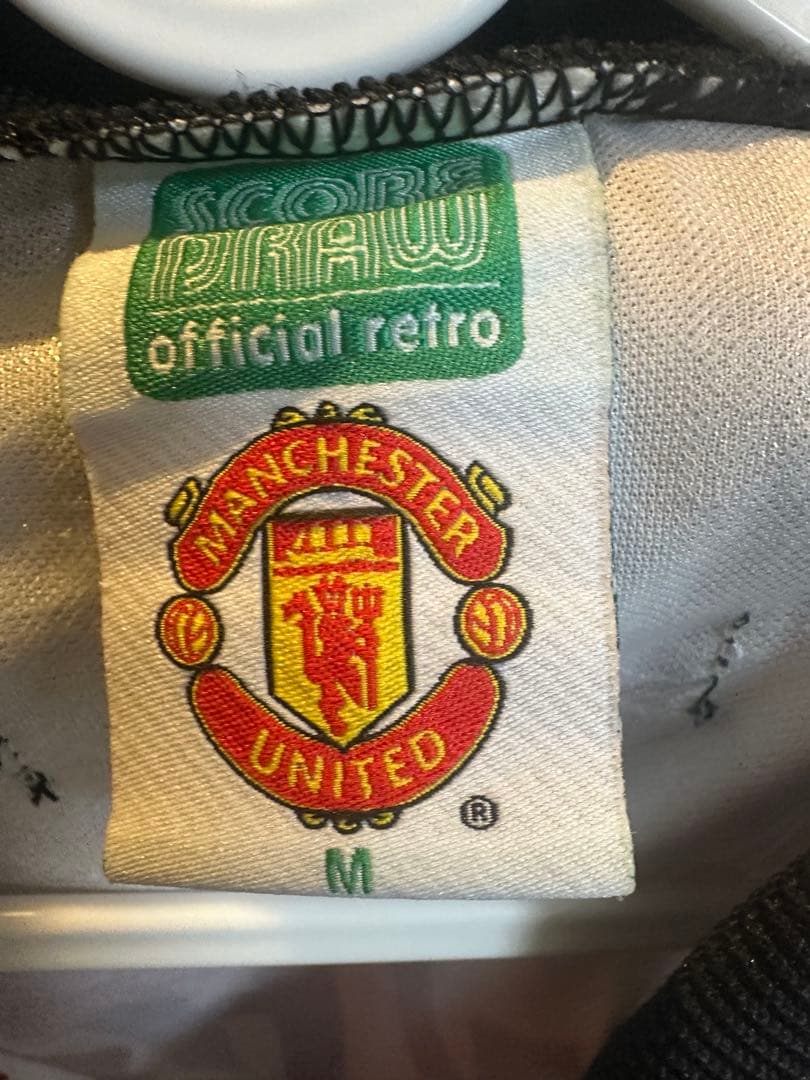 SCORE
DRAW
official retro
MANCHESTER
UNITED
®
M